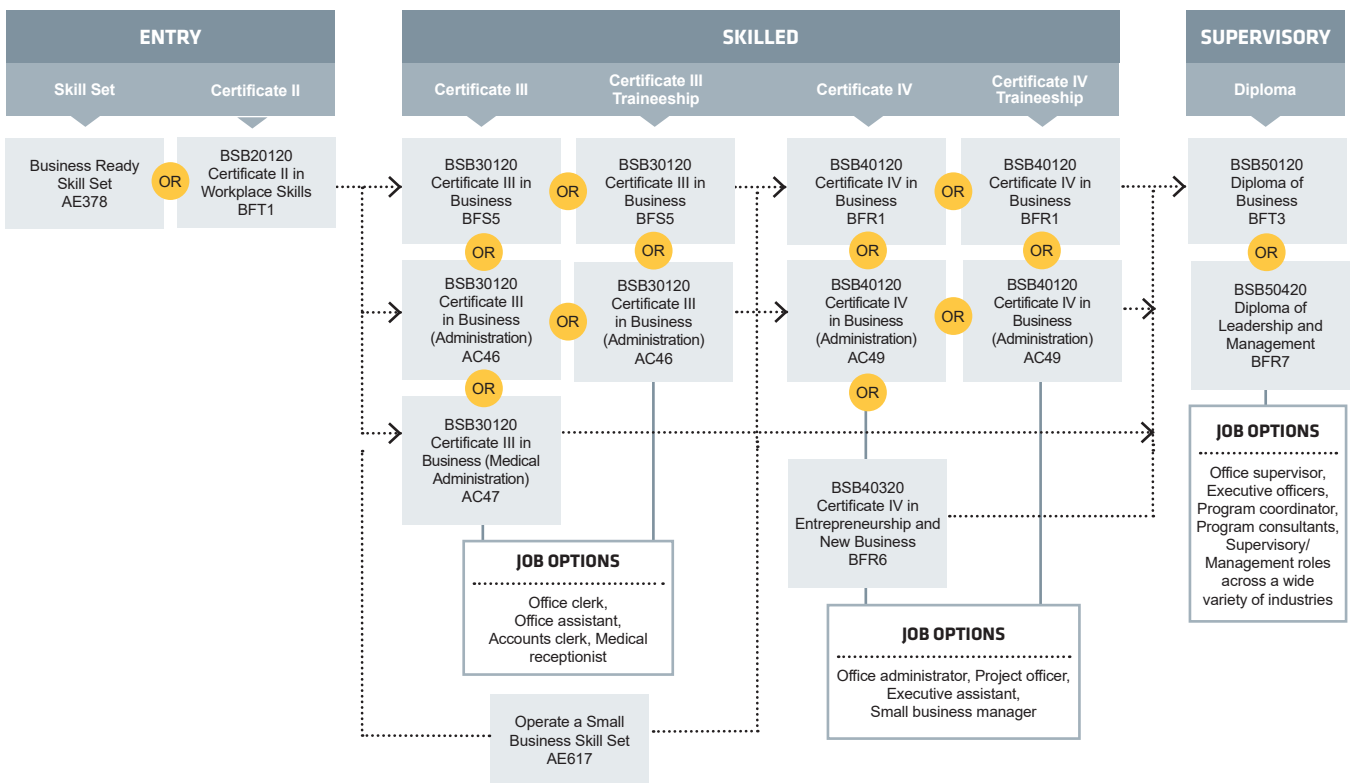 ENTRY
SKILLED
SUPERVISORY
Skill Set
Certificate II
Certificate III
Certificate III
Traineeship
Certificate IV
Certificate IV
Traineeship
Diploma
Business Ready
Skill Set
AE378
OR
BSB20120
Certificate II in
Workplace Skills
BFT1
BSB30120
Certificate III in
Business
BFS5
OR
BSB30120
Certificate III in
Business
BFS5
BSB40120
Certificate IV in
Business
BFR1
OR
BSB40120
Certificate IV in
Business
BFR1
BSB50120
Diploma of
Business
BFT3
OR
OR
OR
OR
OR
BSB30120
Certificate III
in Business
(Administration)
AC46
OR
BSB30120
Certificate III
in Business
(Administration)
AC46
BSB40120
Certificate IV
in Business
(Administration)
AC49
OR
BSB40120
Certificate IV in
Business
(Administration)
AC49
BSB50420
Diploma of
Leadership and
Management
BFR7
OR
OR
BSB30120
Certificate III in
Business (Medical
Administration)
AC47
BSB40320
Certificate IV in
Entrepreneurship and
New Business
BFR6
JOB OPTIONS
Office supervisor,
Executive officers,
Program coordinator,
Program consultants,
Supervisory/
Management roles
across a wide
variety of industries
JOB OPTIONS
Office clerk,
Office assistant,
Accounts clerk, Medical
receptionist
JOB OPTIONS
Office administrator, Project officer,
Executive assistant,
Small business manager
Operate a Small
Business Skill Set
AE617